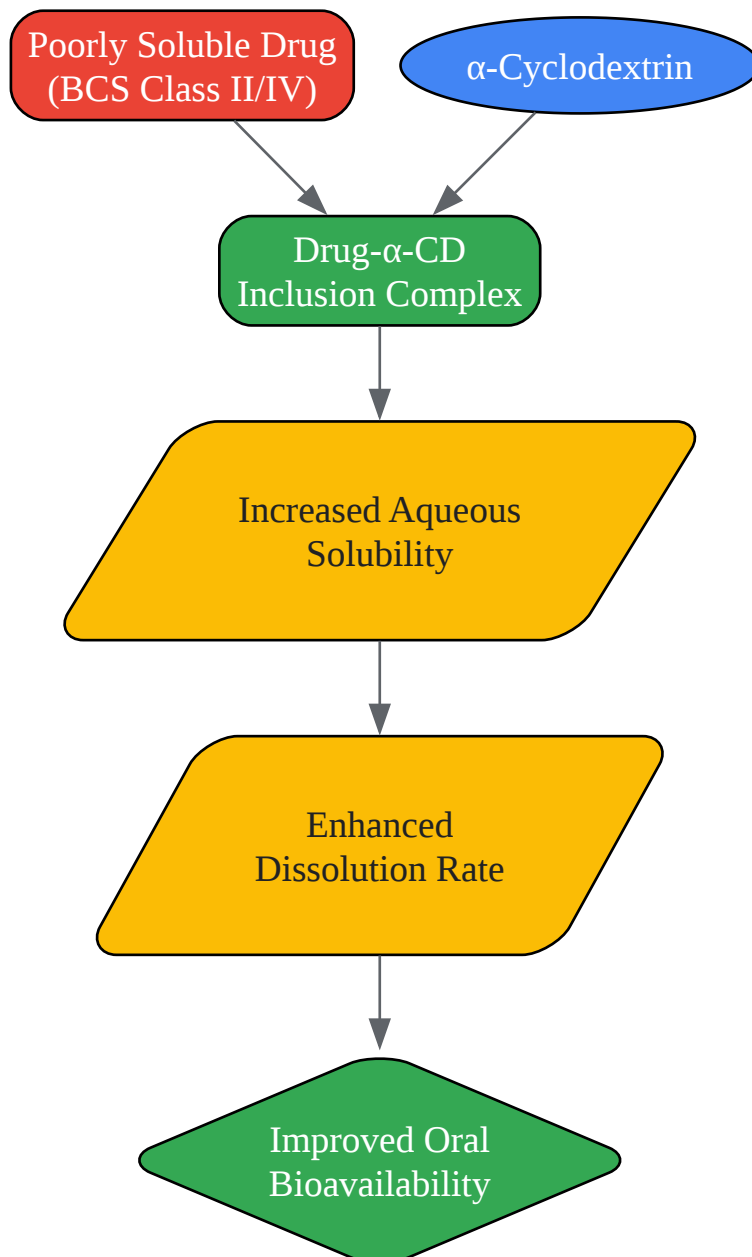 Poorly Soluble Drug
(BCS Class II/IV)
α-Cyclodextrin
Drug-α-CD
Inclusion Complex
Increased Aqueous
Solubility
Enhanced
Dissolution Rate
Improved Oral
Bioavailability